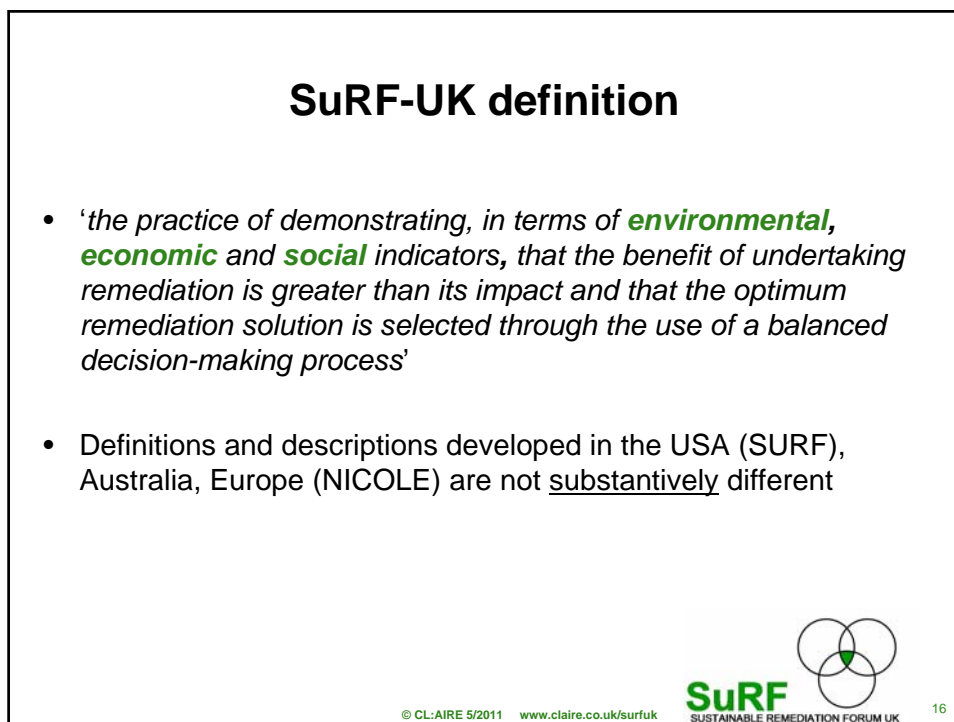 SuRF-UK definition
• ‘the practice of demonstrating, in terms of environmental,
economic and social indicators, that the benefit of undertaking
remediation is greater than its impact and that the optimum
remediation solution is selected through the use of a balanced
decision-making process’
• Definitions and descriptions developed in the USA (SURF),
Australia, Europe (NICOLE) are not substantively different
© CL:AIRE 5/2011 www.claire.co.uk/surfuk
SuRF
SUSTAINABLE REMEDIATION FORUM UK
16